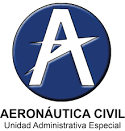 A
AERONÁUTICA CIVIL
Unidad Administrativa Especial